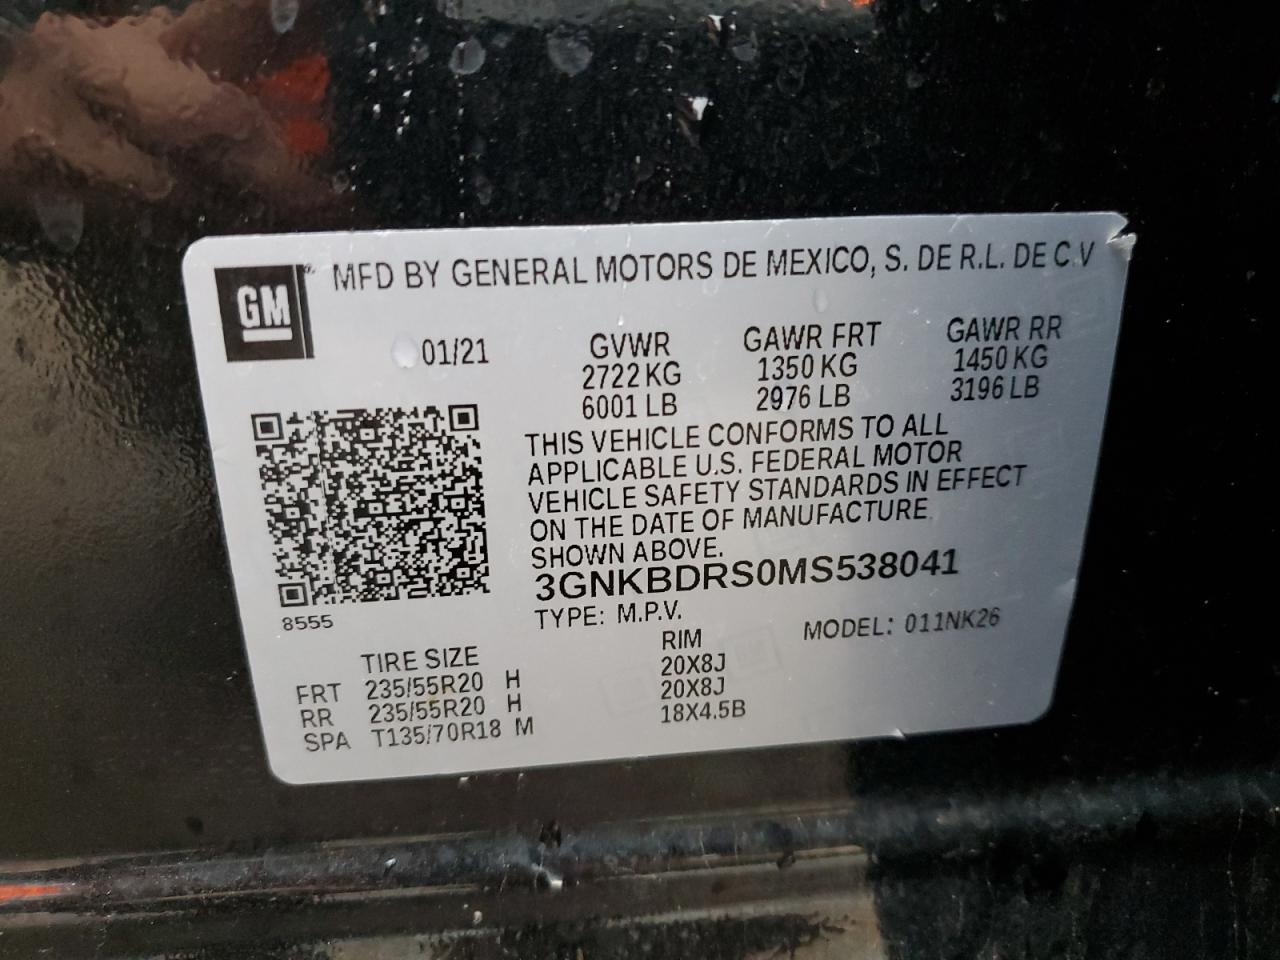 GM
MFD BY GENERAL MOTORS DE MEXICO, S. DE R.L. DE C.V
01/21
GVWR GAWR FRT GAWR RR
2722 KG 1350 KG 1450 KG
6001 LB 2976 LB 3196 LB
THIS VEHICLE CONFORMS TO ALL
APPLICABLE U.S. FEDERAL MOTOR
VEHICLE SAFETY STANDARDS IN EFFECT
ON THE DATE OF MANUFACTURE
SHOWN ABOVE.
3GNKBDRS0MS538041
8555
TYPE: M.P.V. MODEL: 011NK26
TIRE SIZE RIM
FRT 235/55R20 H 20X8J
RR 235/55R20 H 20X8J
SPA T135/70R18 M 18X4.5B